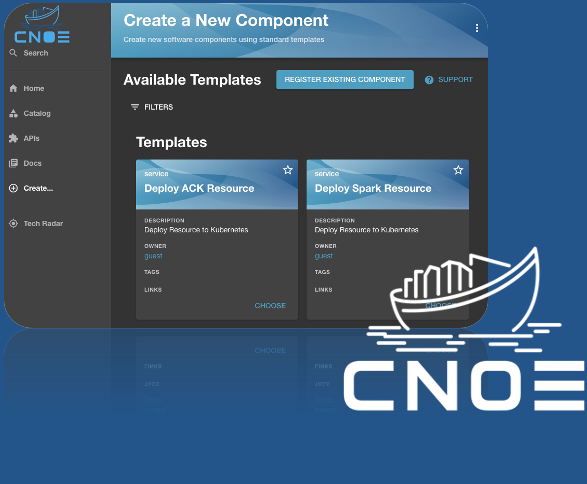 CNOE
Search
Home
Catalog
APIs
Docs
Create...
Tech Radar
Create a New Component
Create new software components using standard templates
Available Templates
REGISTER EXISTING COMPONENT
SUPPORT
FILTERS
Templates
service
Deploy ACK Resource
DESCRIPTION
Deploy Resource to Kubernetes
OWNER
guest
TAGS
LINKS
CHOOSE
service
Deploy Spark Resource
DESCRIPTION
Deploy Resource to Kubernetes
OWNER
guest
TAGS
LINKS
CHOOSE
CHOOSE
CNOE